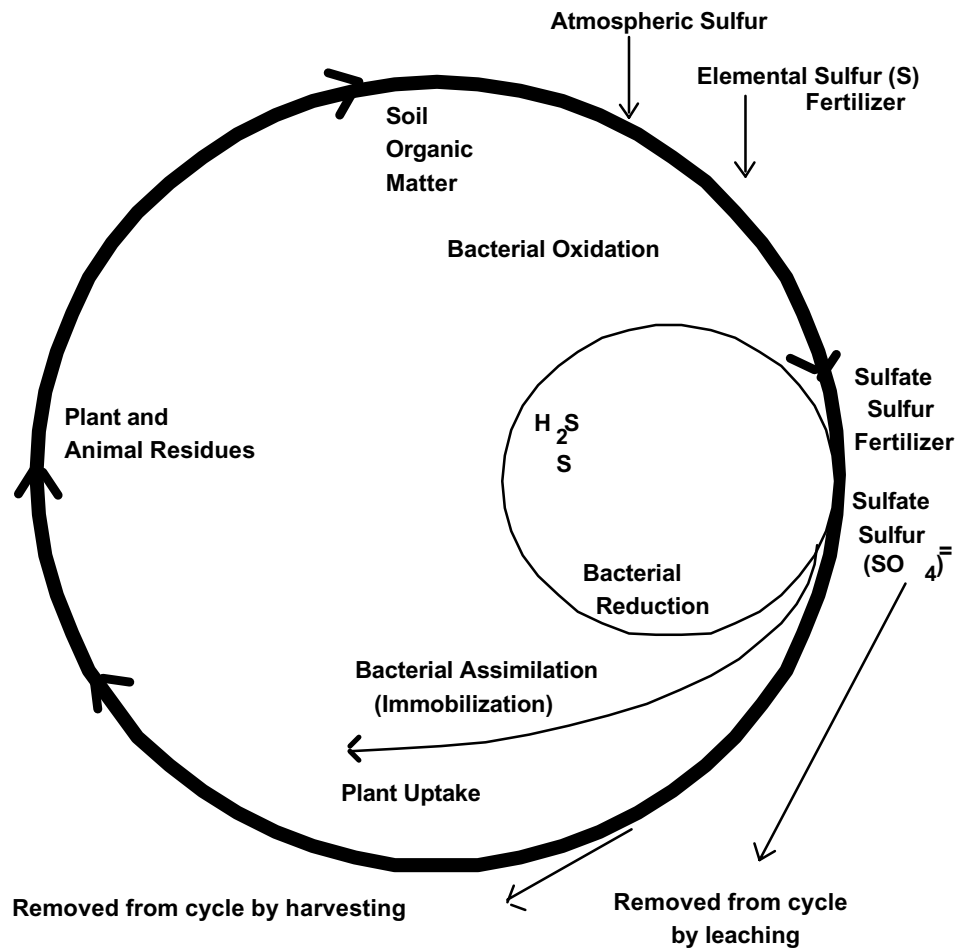 Atmospheric Sulfur
Elemental Sulfur (S)
Fertilizer
Soil
Organic
Matter
Bacterial Oxidation
Sulfate
Sulfur
Fertilizer
Plant and
Animal Residues
H2S
S
Sulfate
Sulfur
(SO4)=
Bacterial
Reduction
Bacterial Assimilation
(Immobilization)
Plant Uptake
Removed from cycle by harvesting
Removed from cycle
by leaching